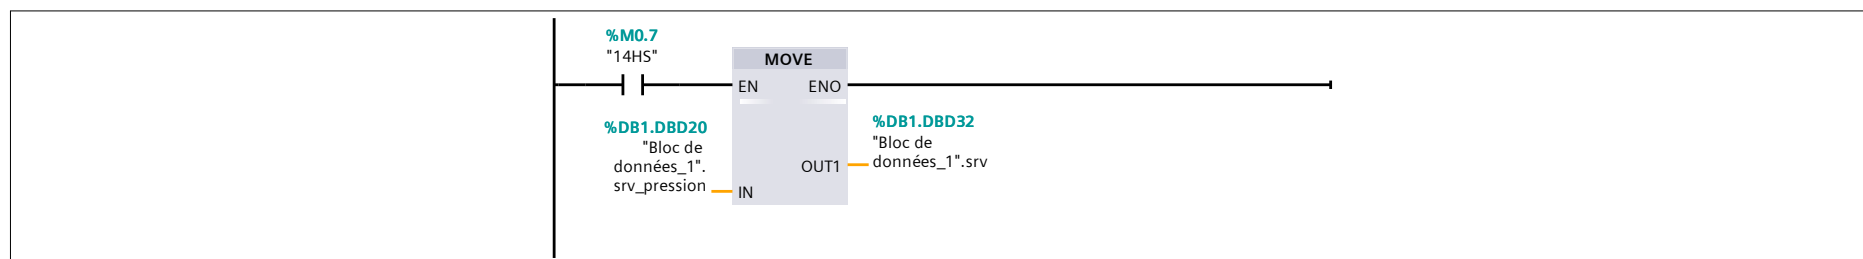 %M0.7
"14HS"
MOVE
EN
ENO
%DB1.DBD20
"Bloc de
données_1".
srv_pression
IN
%DB1.DBD32
"Bloc de
données_1".srv
OUT1